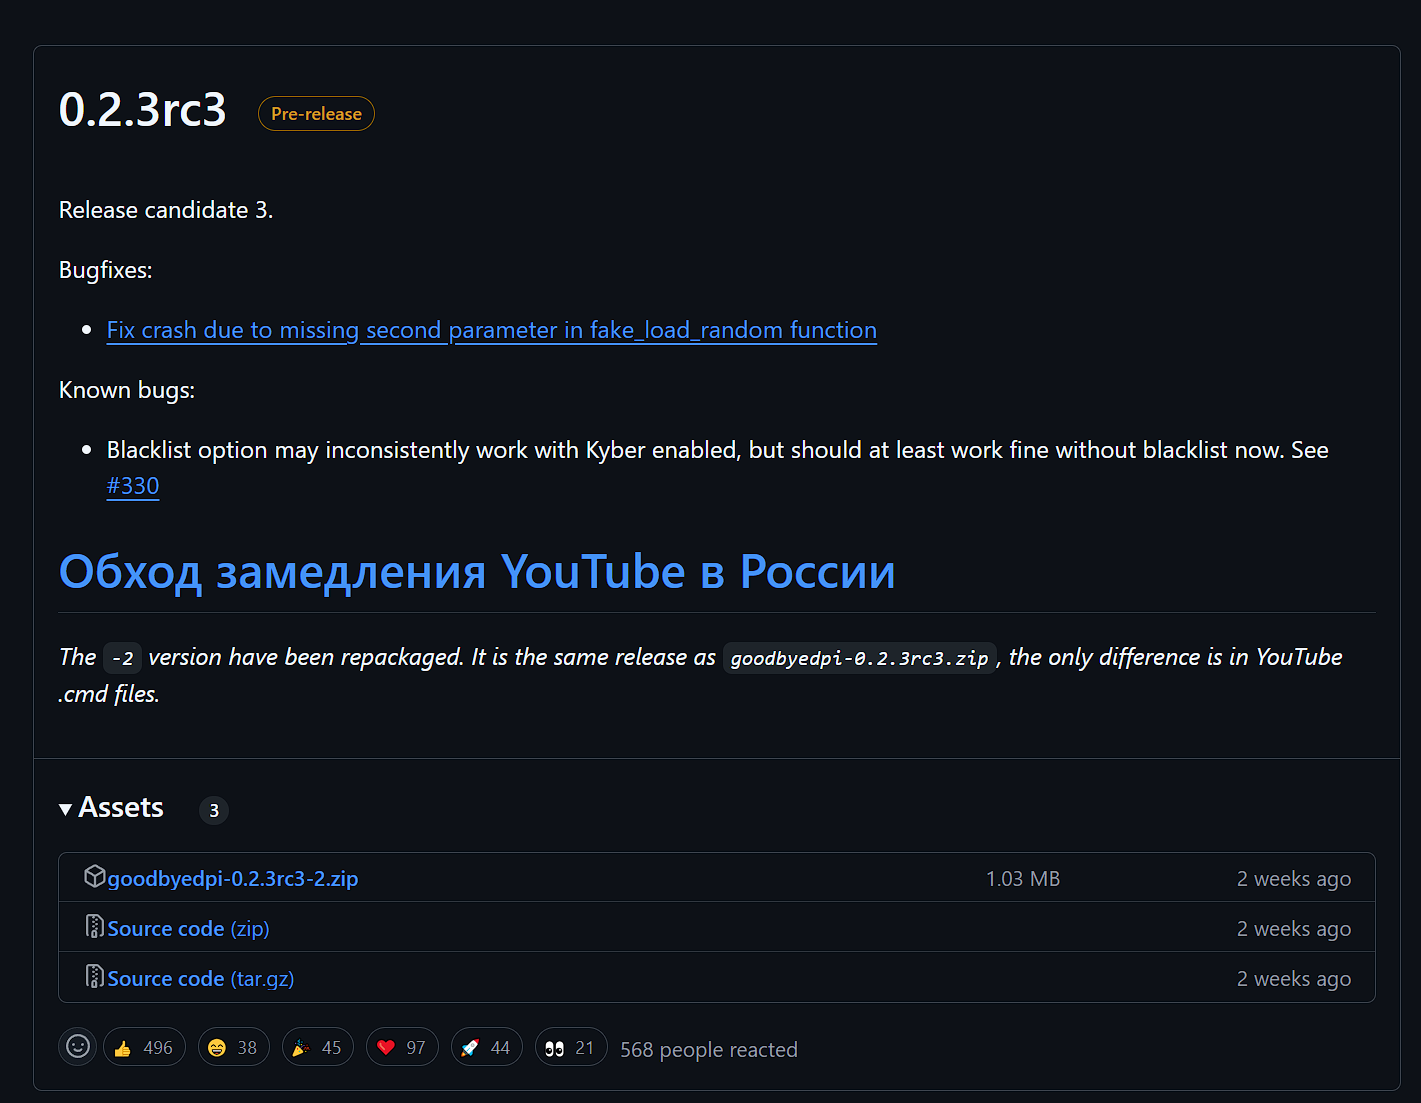 0.2.3rc3 Pre-release
Release candidate 3.
Bugfixes:
Fix crash due to missing second parameter in fake_load_random function
Known bugs:
Blacklist option may inconsistently work with Kyber enabled, but should at least work fine without blacklist now. See
#330
Обход замедления YouTube в России
The -2 version have been repackaged. It is the same release as goodbyedpi-0.2.3rc3.zip, the only difference is in YouTube
.cmd files.
Assets 3
goodbyedpi-0.2.3rc3-2.zip 1.03 MB 2 weeks ago
Source code (zip) 2 weeks ago
Source code (tar.gz) 2 weeks ago
496 38 45 97 44 21 568 people reacted